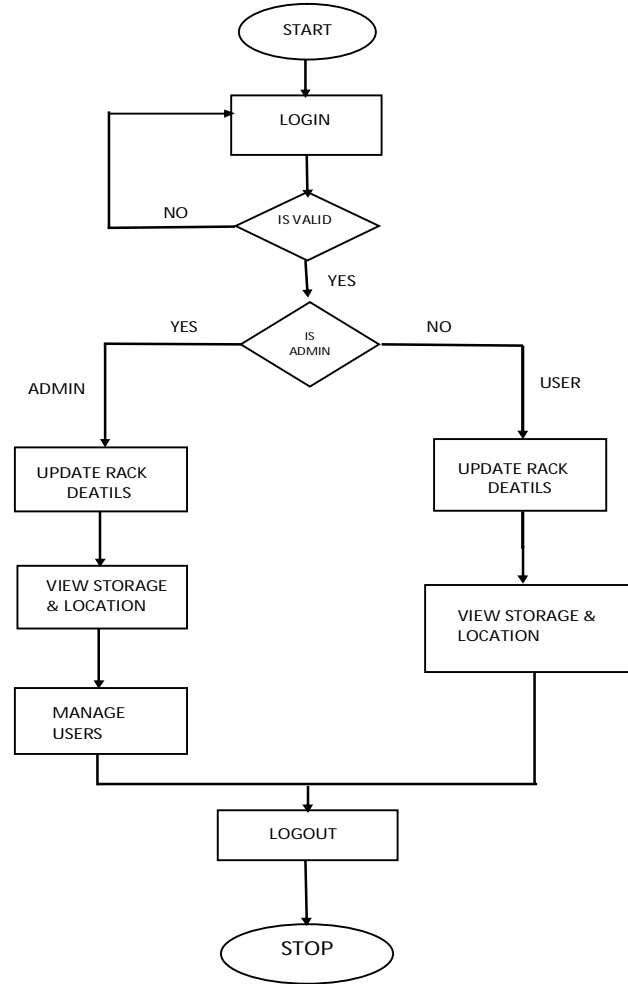 START
LOGIN
NO
IS VALID
YES
YES
IS
ADMIN
NO
ADMIN
USER
UPDATE RACK
DEATILS
UPDATE RACK
DEATILS
VIEW STORAGE
& LOCATION
VIEW STORAGE &
LOCATION
MANAGE
USERS
LOGOUT
STOP